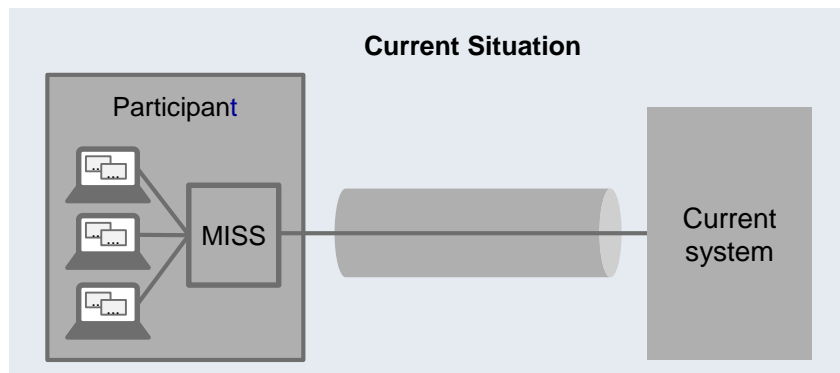 Current Situation
Participant
MISS
Current
system